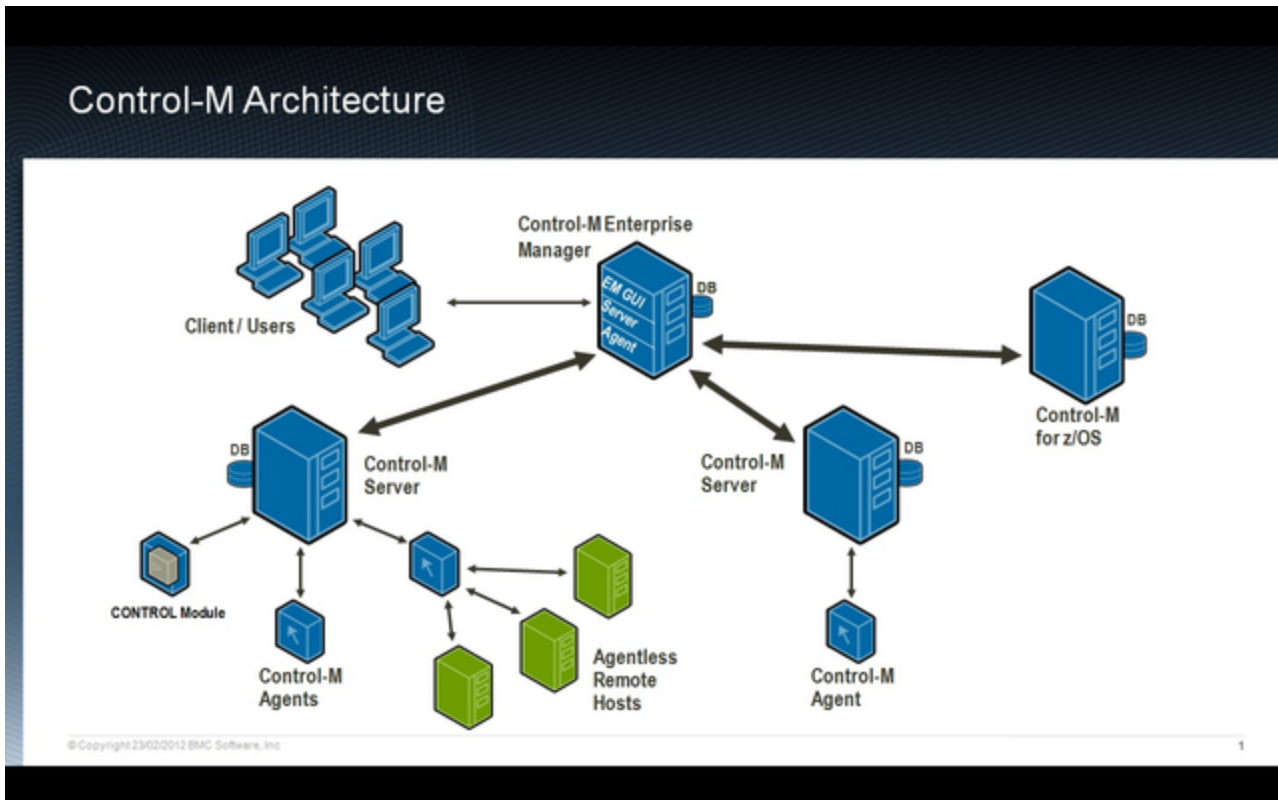 Control-M Architecture
Control-M Enterprise
Manager
EM GUI
Server
Agent
DB
Client / Users
DB
Control-M
for z/OS
DB
Control-M
Server
Control-M
Server
DB
CONTROL Module
Control-M
Agents
Agentless
Remote
Hosts
Control-M
Agent
© Copyright 23/02/2012 BMC Software, Inc
1